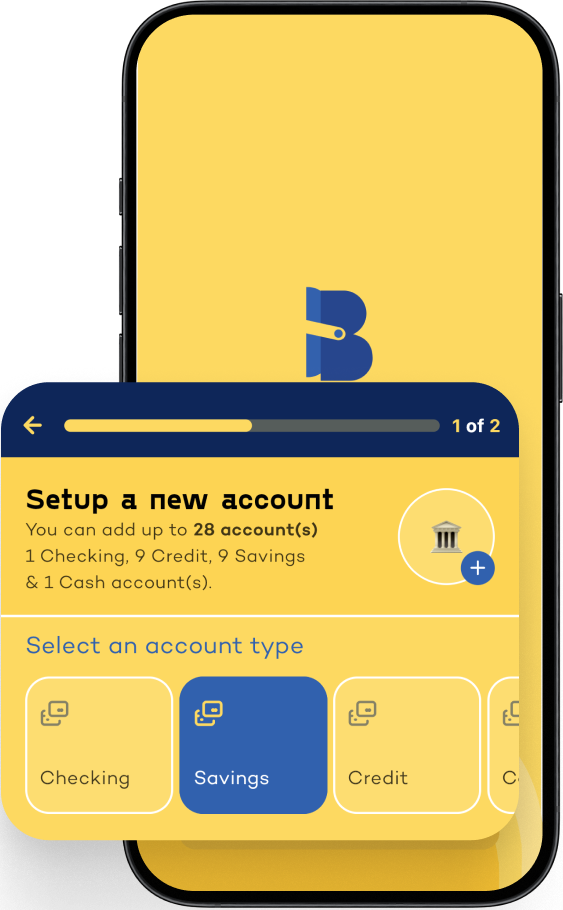 B
1 of 2
Setup a new account
You can add up to 28 account(s)
1 Checking, 9 Credit, 9 Savings
& 1 Cash account(s).
Select an account type
Checking
Savings
Credit